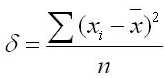 δ = ∑(xᵢ − x̄)² / n